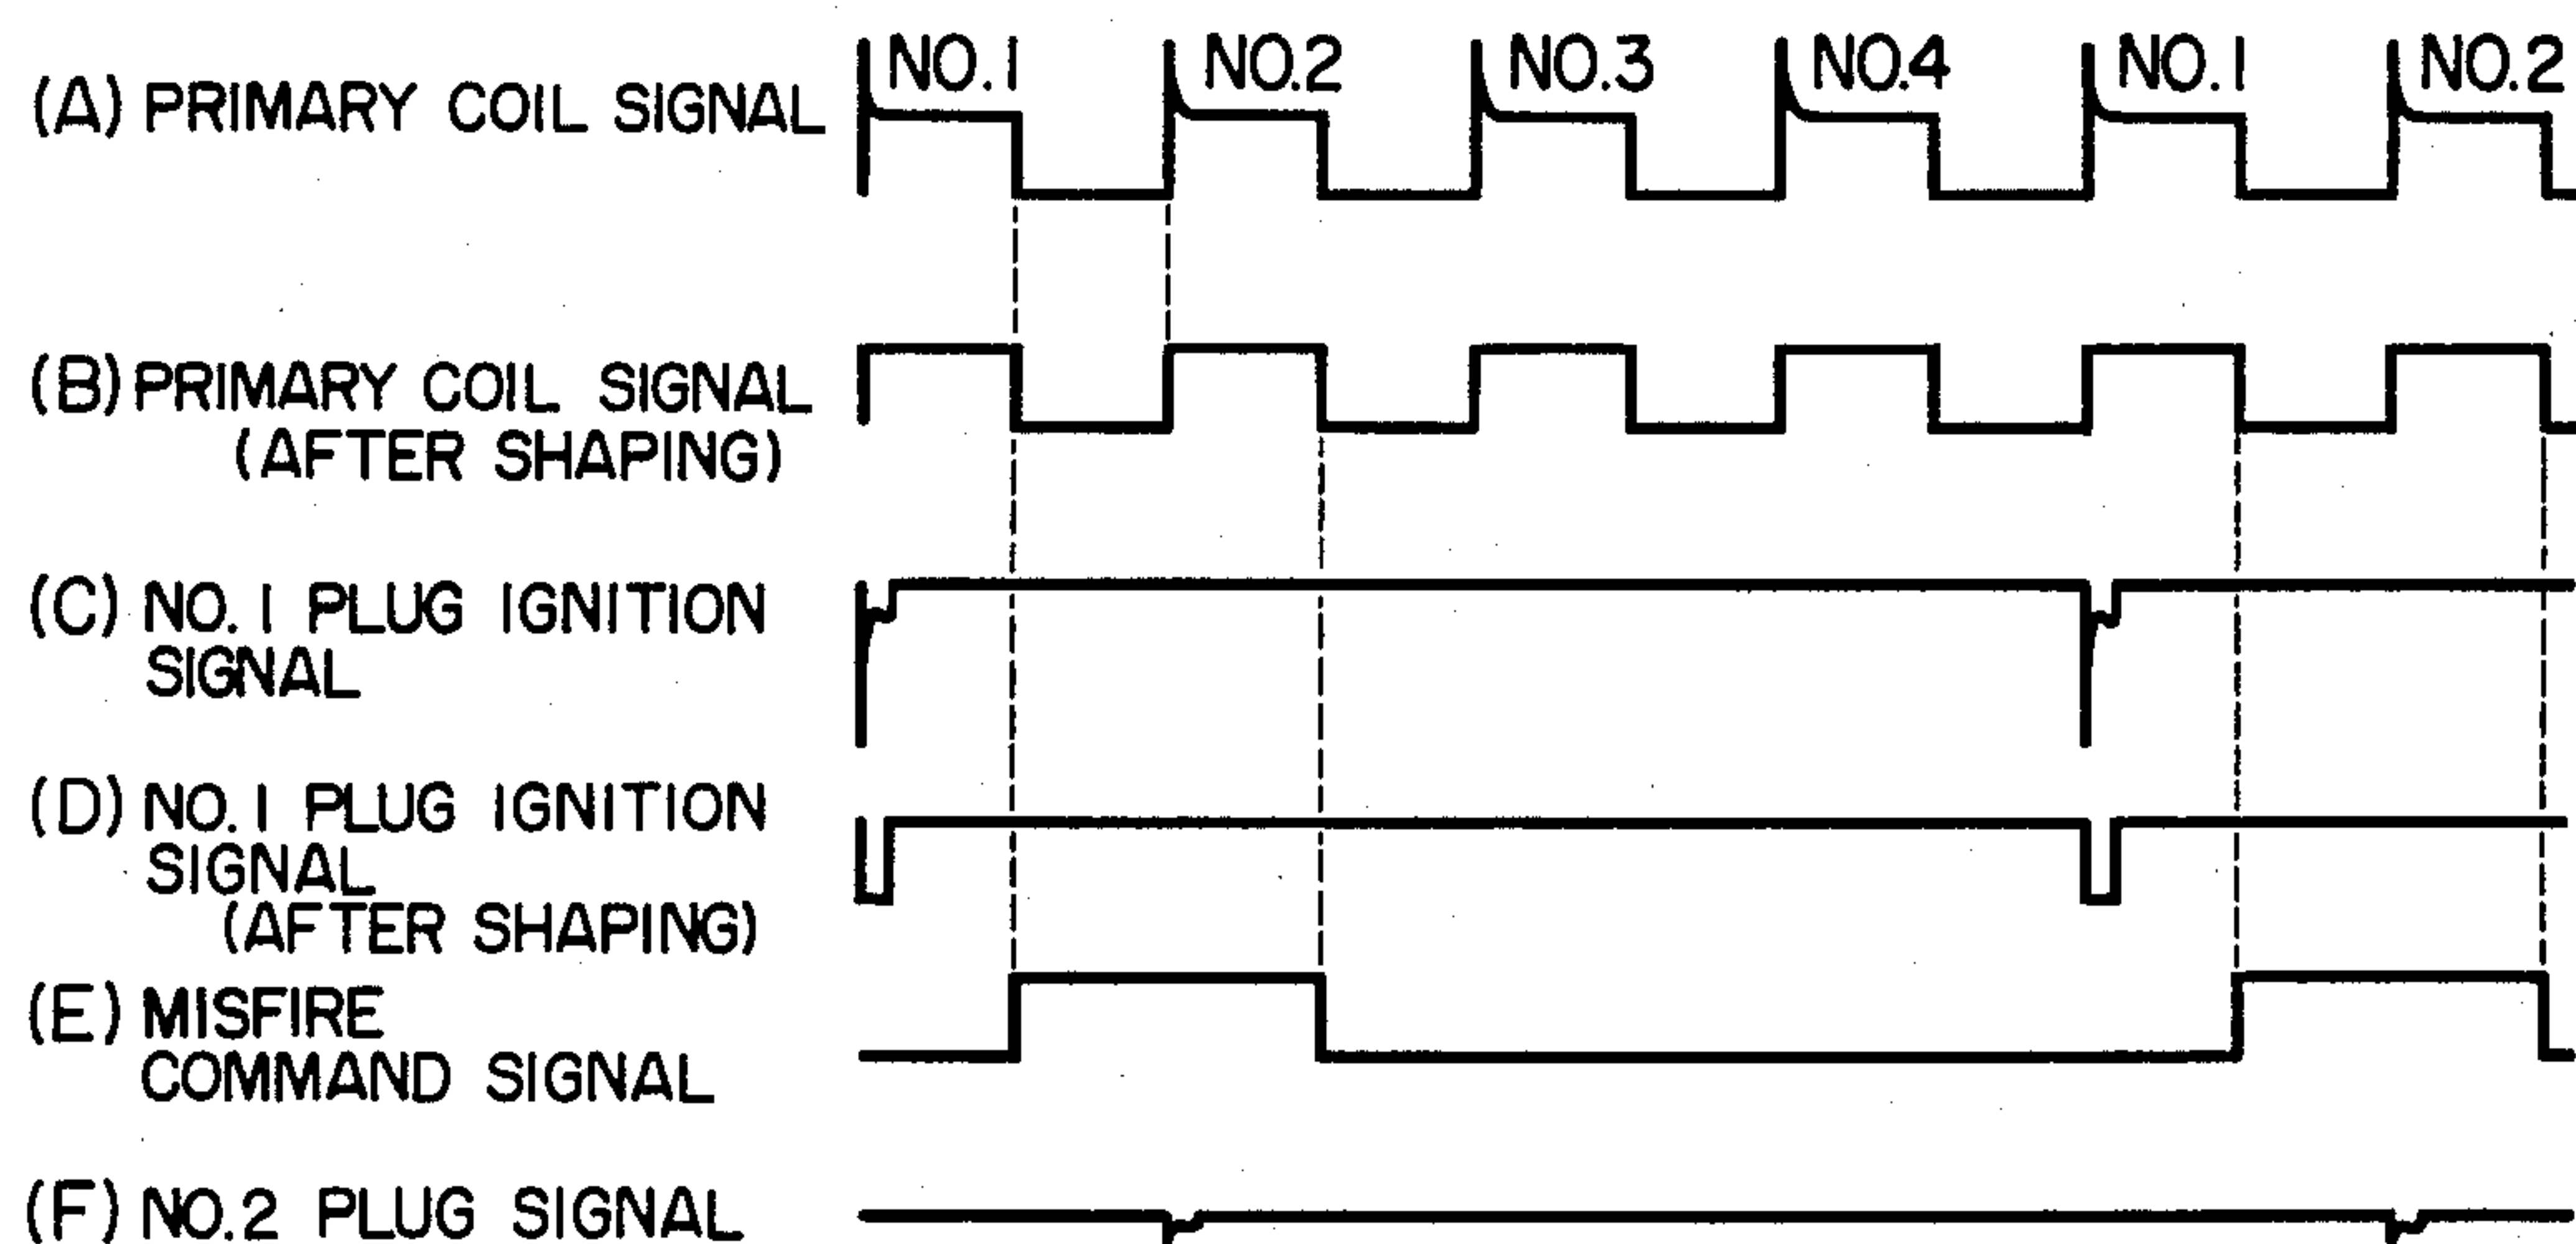 NO. 1 NO.2 NO.3 NO.4 NO. 1 NO.2
(A) PRIMARY COIL SIGNAL
(B) PRIMARY COIL SIGNAL
(AFTER SHAPING)
(C) NO. 1 PLUG IGNITION
SIGNAL
(D) NO. 1 PLUG IGNITION
SIGNAL
(AFTER SHAPING)
(E) MISFIRE
COMMAND SIGNAL
(F) NO.2 PLUG SIGNAL